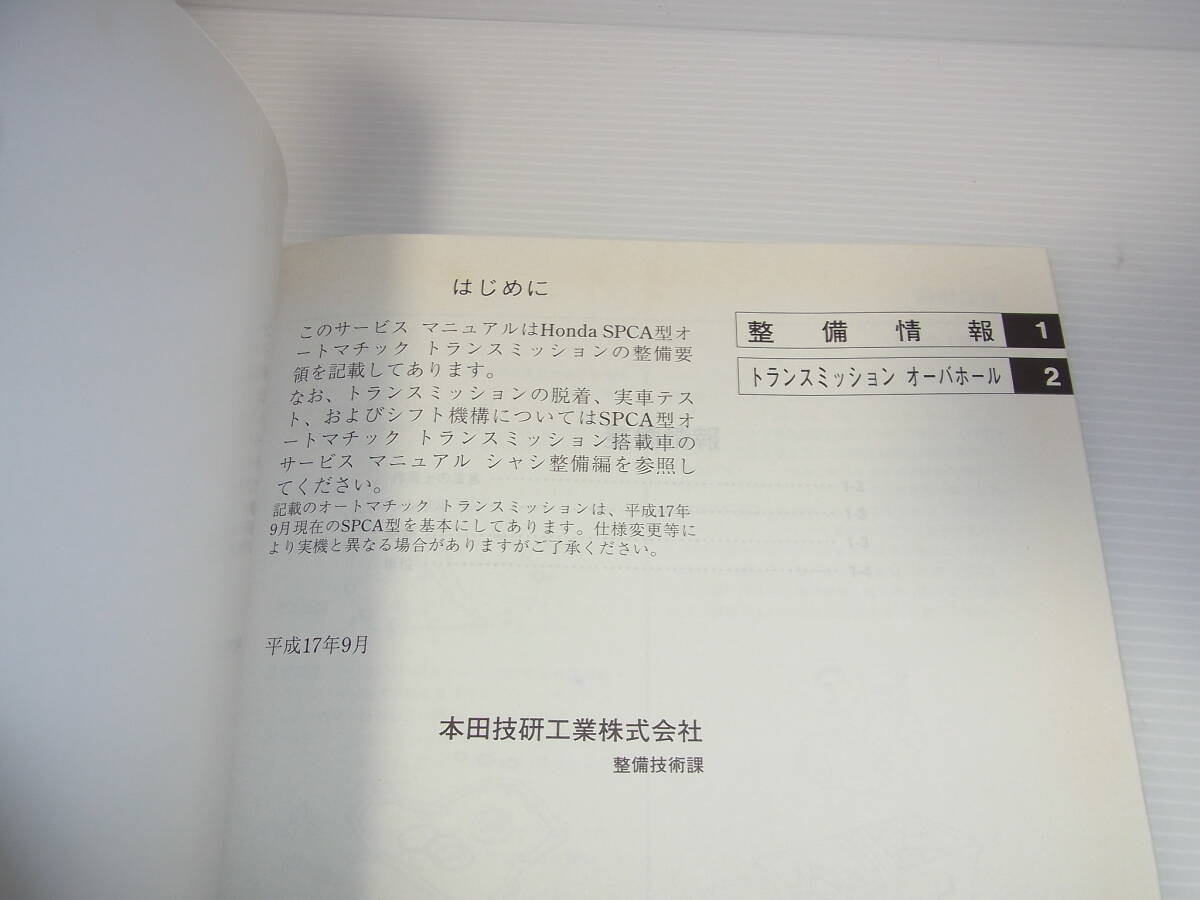 はじめに
このサービス マニュアルはHonda SPCA型オ
ートマチック トランスミッションの整備要
領を記載してあります。
なお、トランスミッションの脱着、実車テス
ト、およびシフト機構についてはSPCA型オ
ートマチック トランスミッション搭載車の
サービス マニュアル シャシ整備編を参照し
てください。
記載のオートマチック トランスミッションは、平成17年
9月現在のSPCA型を基本にしてあります。仕様変更等に
より実機と異なる場合がありますがご了承ください。
平成17年9月
本田技研工業株式会社
整備技術課
整備情報 1
トランスミッション オーバホール 2
1-2
1-3
1-3
1-4